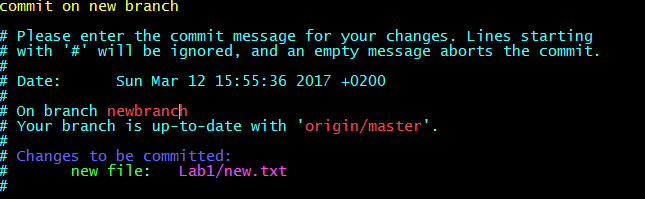 commit on new branch
# Please enter the commit message for your changes. Lines starting
# with '#' will be ignored, and an empty message aborts the commit.
#
# Date:      Sun Mar 12 15:55:36 2017 +0200
#
# On branch newbranch
# Your branch is up-to-date with 'origin/master'.
#
# Changes to be committed:
#       new file:   Lab1/new.txt
#